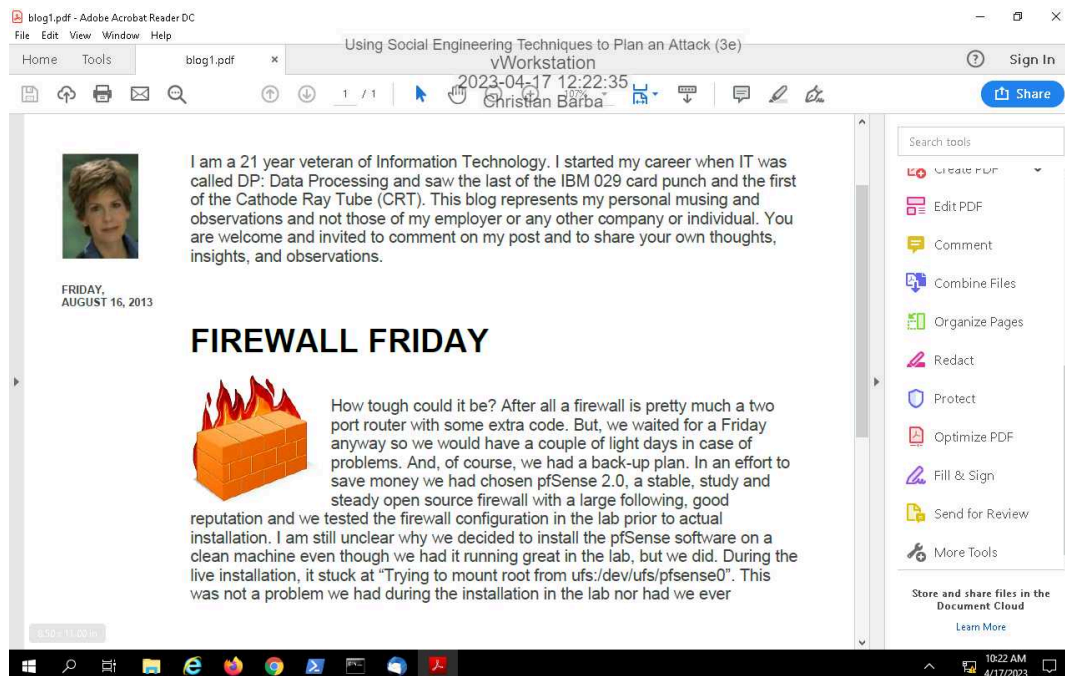 blog1.pdf - Adobe Acrobat Reader DC
File Edit View Window Help
Using Social Engineering Techniques to Plan an Attack (3e)
vWorkstation
2023-04-17 12:22:35
Christian Barba
Home Tools blog1.pdf × Sign In
1 / 1 107% Share
I am a 21 year veteran of Information Technology. I started my career when IT was
called DP: Data Processing and saw the last of the IBM 029 card punch and the first
of the Cathode Ray Tube (CRT). This blog represents my personal musing and
observations and not those of my employer or any other company or individual. You
are welcome and invited to comment on my post and to share your own thoughts,
insights, and observations.
FRIDAY,
AUGUST 16, 2013
FIREWALL FRIDAY
How tough could it be? After all a firewall is pretty much a two
port router with some extra code. But, we waited for a Friday
anyway so we would have a couple of light days in case of
problems. And, of course, we had a back-up plan. In an effort to
save money we had chosen pfSense 2.0, a stable, study and
steady open source firewall with a large following, good
reputation and we tested the firewall configuration in the lab prior to actual
installation. I am still unclear why we decided to install the pfSense software on a
clean machine even though we had it running great in the lab, but we did. During the
live installation, it stuck at “Trying to mount root from ufs:/dev/ufs/pfsense0”. This
was not a problem we had during the installation in the lab nor had we ever
8.50 x 11.00 in
Search tools
Create PDF
Edit PDF
Comment
Combine Files
Organize Pages
Redact
Protect
Optimize PDF
Fill & Sign
Send for Review
More Tools
Store and share files in the
Document Cloud
Learn More
10:22 AM
4/17/2023